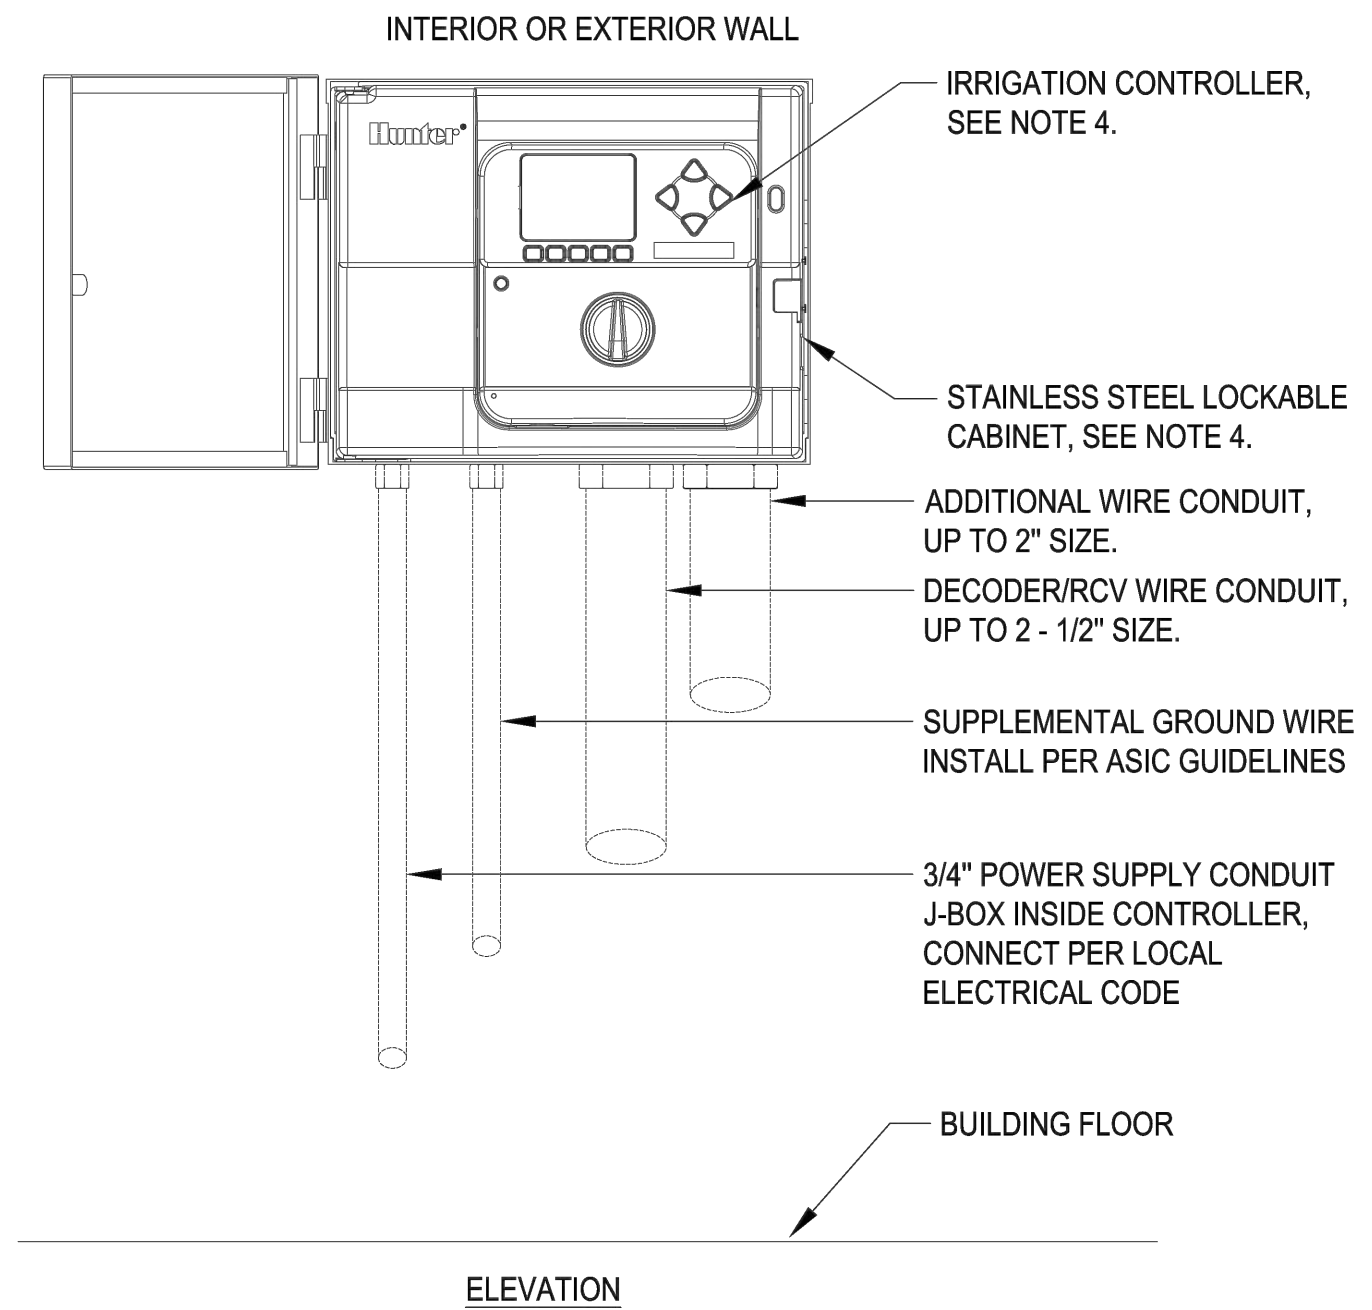 INTERIOR OR EXTERIOR WALL
Hunter
IRRIGATION CONTROLLER,
SEE NOTE 4.
STAINLESS STEEL LOCKABLE
CABINET, SEE NOTE 4.
ADDITIONAL WIRE CONDUIT,
UP TO 2" SIZE.
DECODER/RCV WIRE CONDUIT,
UP TO 2 - 1/2" SIZE.
SUPPLEMENTAL GROUND WIRE
INSTALL PER ASIC GUIDELINES
3/4" POWER SUPPLY CONDUIT
J-BOX INSIDE CONTROLLER,
CONNECT PER LOCAL
ELECTRICAL CODE
BUILDING FLOOR
ELEVATION